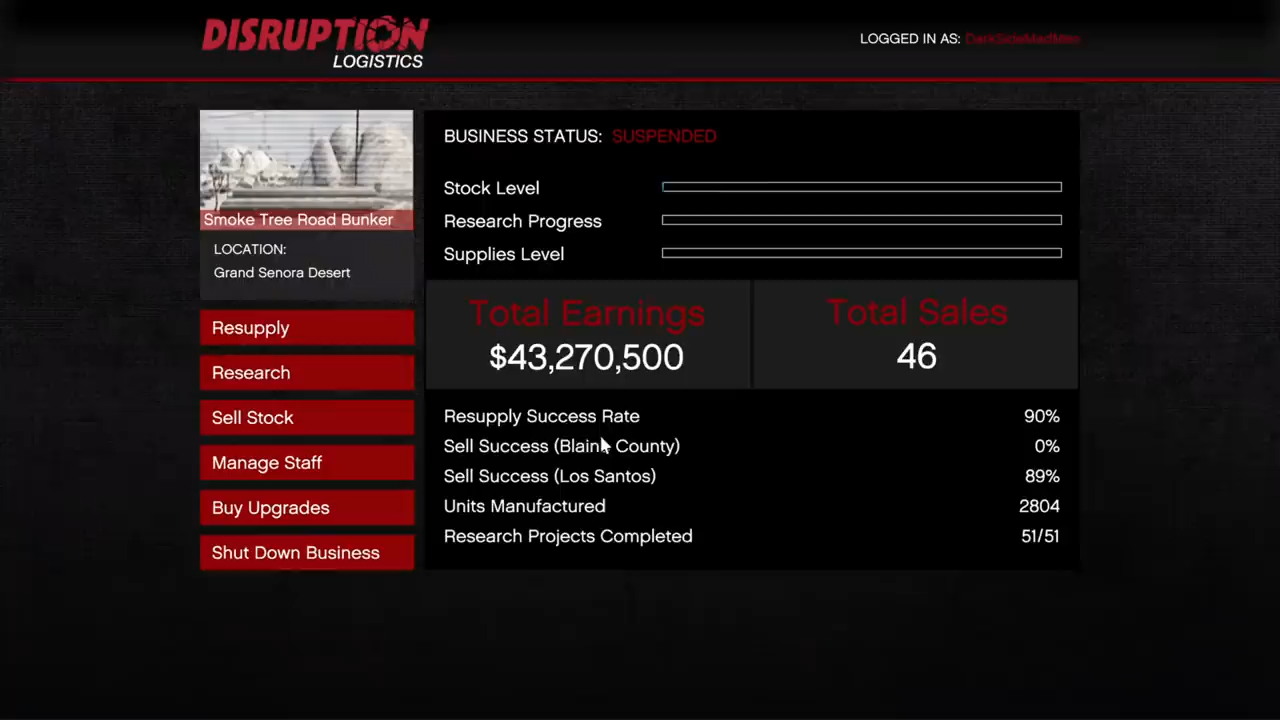 DISRUPTION
LOGISTICS
LOGGED IN AS: DarkSideMadMex
Smoke Tree Road Bunker
LOCATION:
Grand Senora Desert
Resupply
Research
Sell Stock
Manage Staff
Buy Upgrades
Shut Down Business
BUSINESS STATUS: SUSPENDED
Stock Level
Research Progress
Supplies Level
Total Earnings
$43,270,500
Total Sales
46
Resupply Success Rate 90%
Sell Success (Blaine County) 0%
Sell Success (Los Santos) 89%
Units Manufactured 2804
Research Projects Completed 51/51